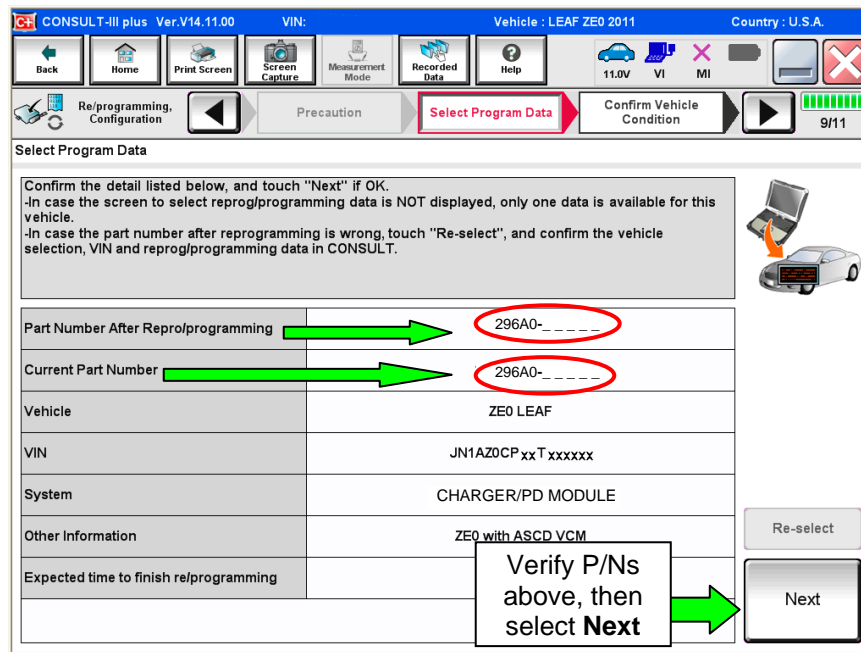 CONSULT-III plus Ver.V14.11.00 VIN: Vehicle : LEAF ZE0 2011 Country : U.S.A.
Back
Home
Print Screen
Screen Capture
Measurement Mode
Recorded Data
Help
11.0V
VI
MI
Re/programming, Configuration
Precaution
Select Program Data
Confirm Vehicle Condition
9/11
Select Program Data
Confirm the detail listed below, and touch "Next" if OK.
-In case the screen to select reprog/programming data is NOT displayed, only one data is available for this
vehicle.
-In case the part number after reprogramming is wrong, touch "Re-select", and confirm the vehicle
selection, VIN and reprog/programming data in CONSULT.
Part Number After Repro/programming 296A0-_ _ _ _ _
Current Part Number 296A0-_ _ _ _ _
Vehicle ZE0 LEAF
VIN JN1AZ0CP xx T xxxxxx
System CHARGER/PD MODULE
Other Information ZE0 with ASCD VCM
Expected time to finish re/programming
Re-select
Verify P/Ns
above, then
select Next
Next